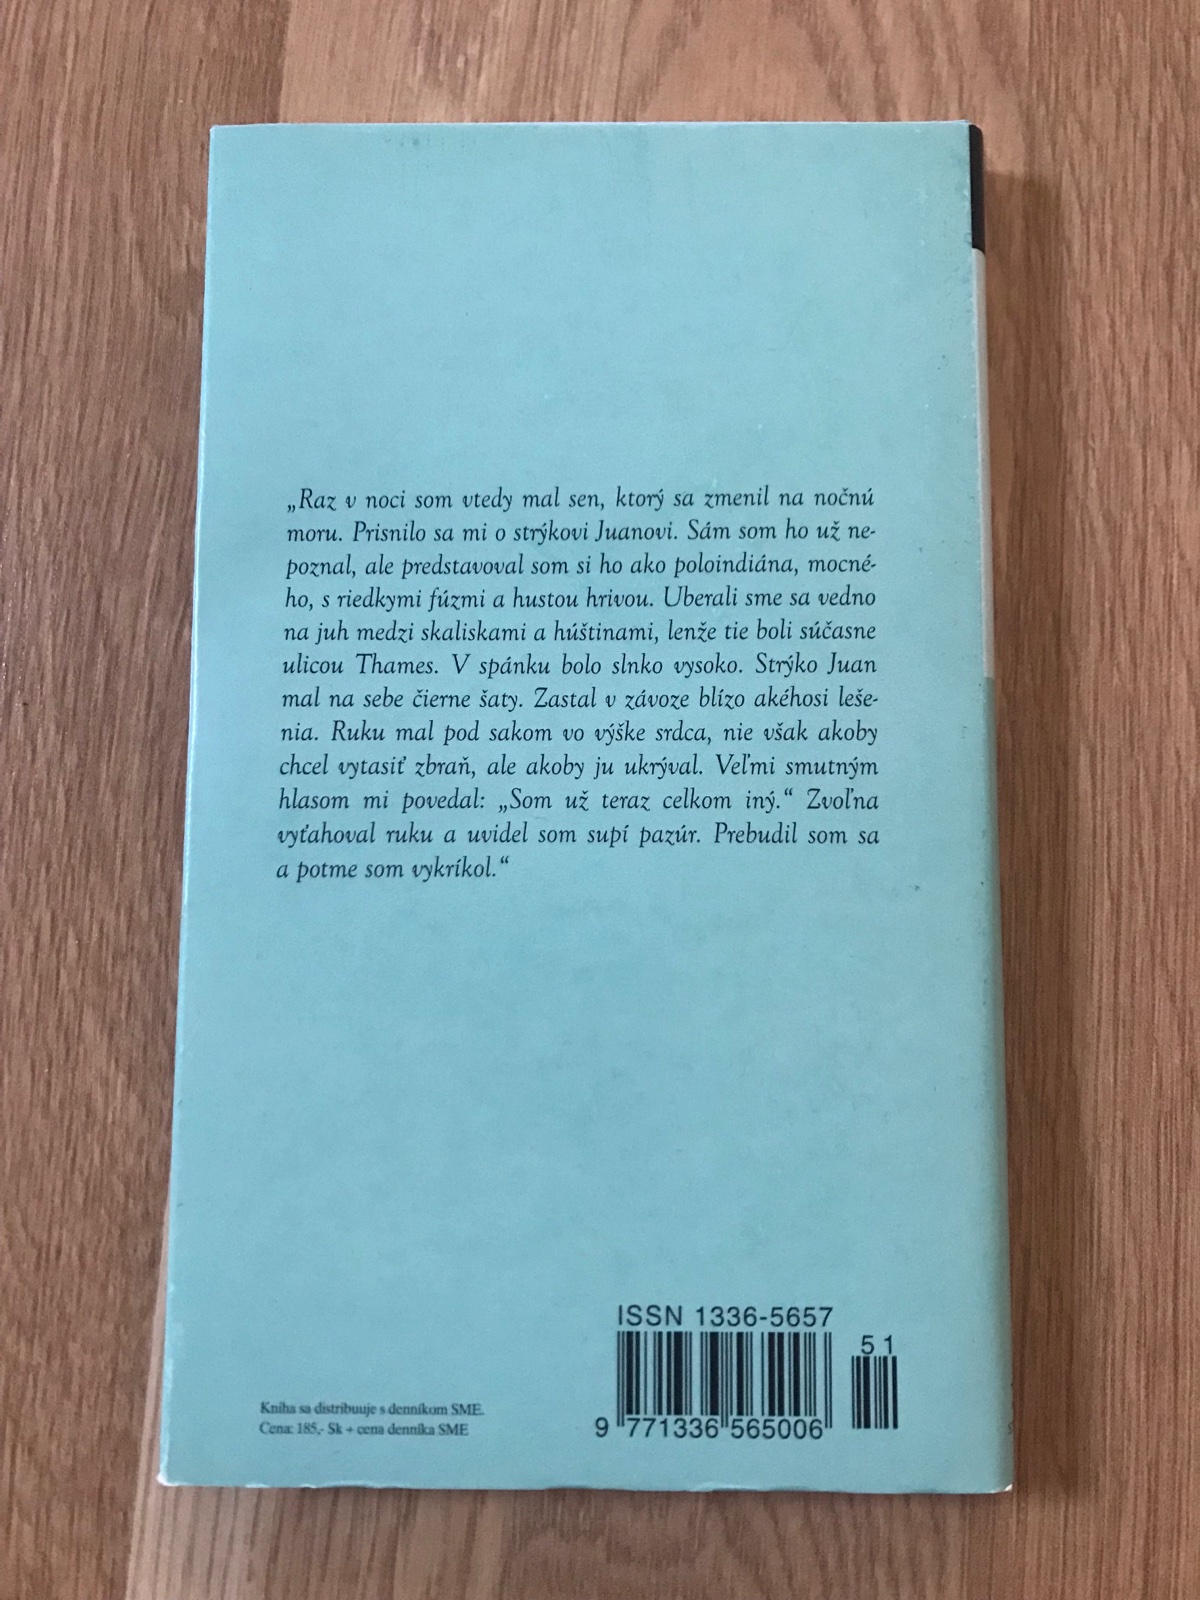 „Raz v noci som vtedy mal sen, ktorý sa zmenil na nočnú
moru. Prisnilo sa mi o strýkovi Juanovi. Sám som ho už ne-
poznal, ale predstavoval som si ho ako poloindiána, mocné-
ho, s riedkymi fúzmi a hustou hrivou. Uberali sme sa vedno
na juh medzi skaliskami a húštinami, lenže tie boli súčasne
ulicou Thames. V spánku bolo slnko vysoko. Strýko Juan
mal na sebe čierne šaty. Zastal v závoze blízo akéhosi leše-
nia. Ruku mal pod sakom vo výške srdca, nie však akoby
chcel vytasiť zbraň, ale akoby ju ukrýval. Veľmi smutným
hlasom mi povedal: „Som už teraz celkom iný.“ Zvoľna
vyťahoval ruku a uvidel som supí pazúr. Prebudil som sa
a potme som vykríkol.“
ISSN 1336-5657
51
Kniha sa distribuuje s denníkom SME.
Cena: 185,- Sk + cena denníka SME
9 771336 565006